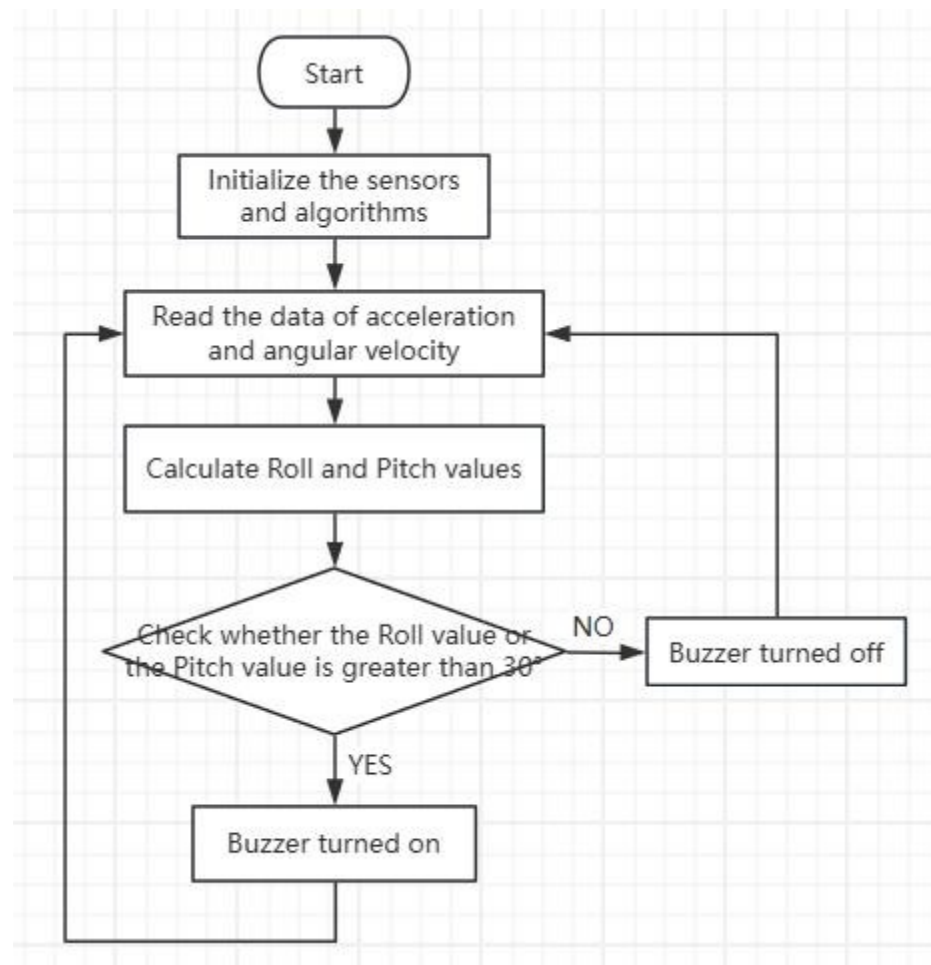 Start
Initialize the sensors
and algorithms
Read the data of acceleration
and angular velocity
Calculate Roll and Pitch values
Check whether the Roll value or
the Pitch value is greater than 30°
NO
Buzzer turned off
YES
Buzzer turned on